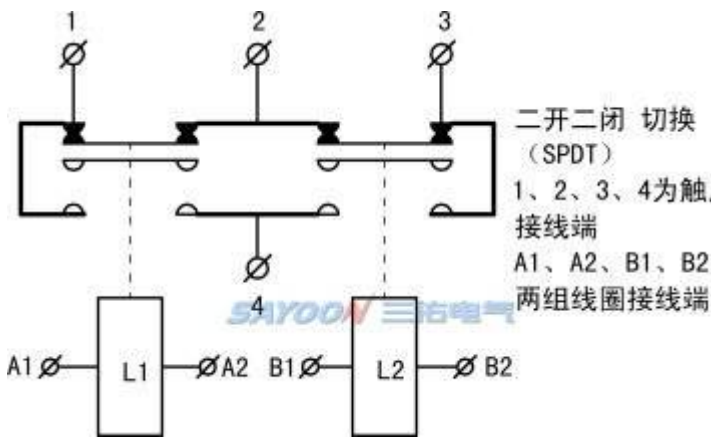 1 2 3
二开二闭 切换
（SPDT）
1、2、3、4为触
接线端
A1、A2、B1、B2
两组线圈接线端
4
SAYOON 三佑电气
A1 L1 A2 B1 L2 B2